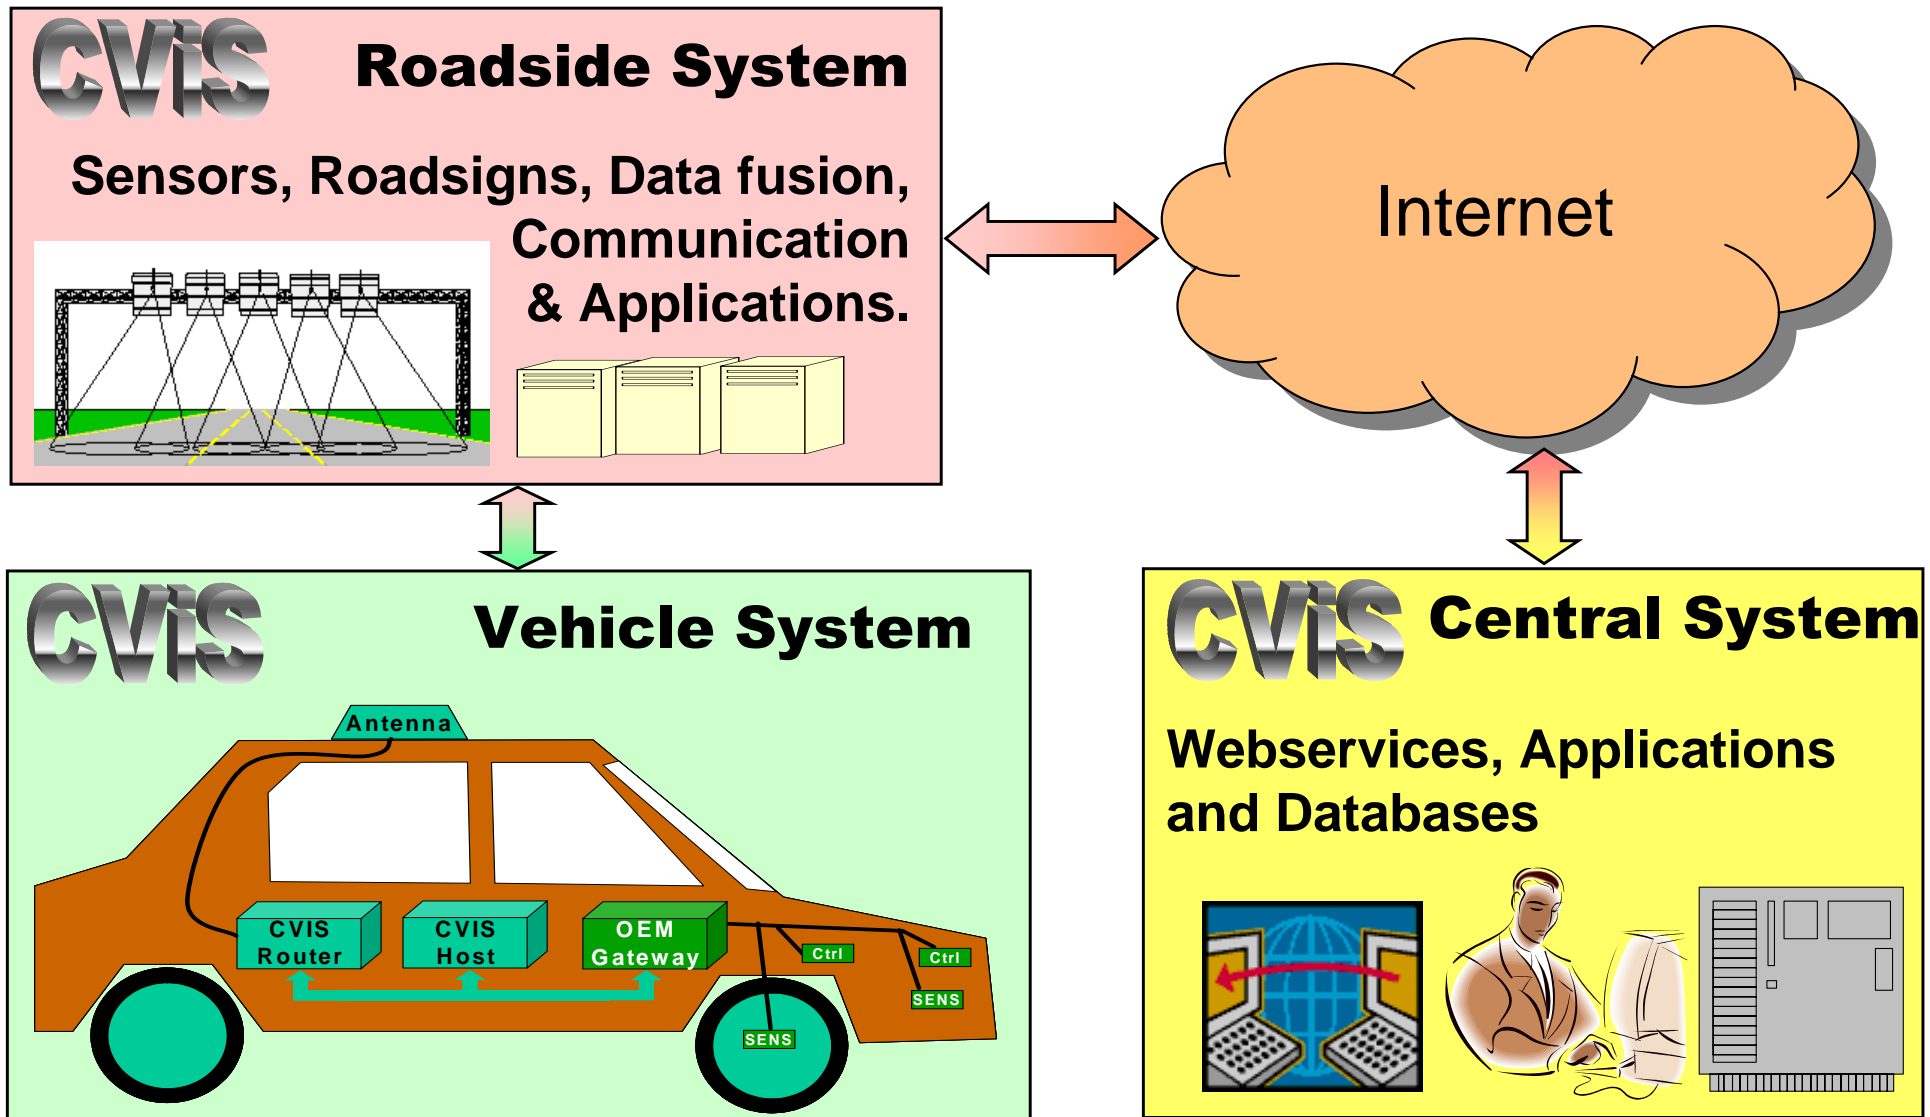 CViS
Roadside System
Sensors, Roadsigns, Data fusion,
Communication
& Applications.
Internet
CViS
Vehicle System
Antenna
CVIS
Router
CVIS
Host
OEM
Gateway
Ctrl
Ctrl
SENS
SENS
CViS
Central System
Webservices, Applications
and Databases